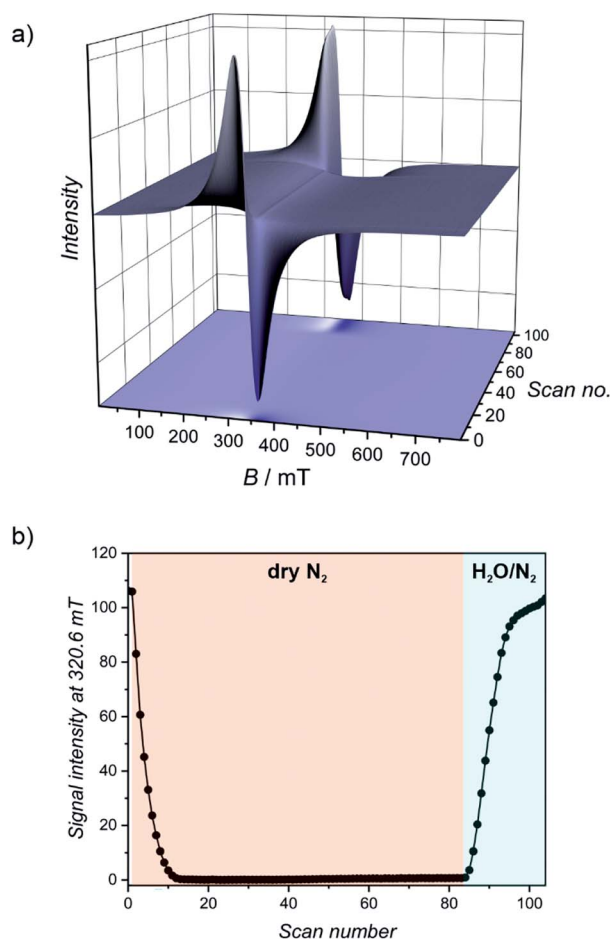 a)
Intensity
100
80
60
40
20
0
Scan no.
100 200 300 400 500 600 700
B / mT
b)
120
100
80
60
40
20
0
Signal intensity at 320.6 mT
dry N₂
H₂O/N₂
0 20 40 60 80 100
Scan number